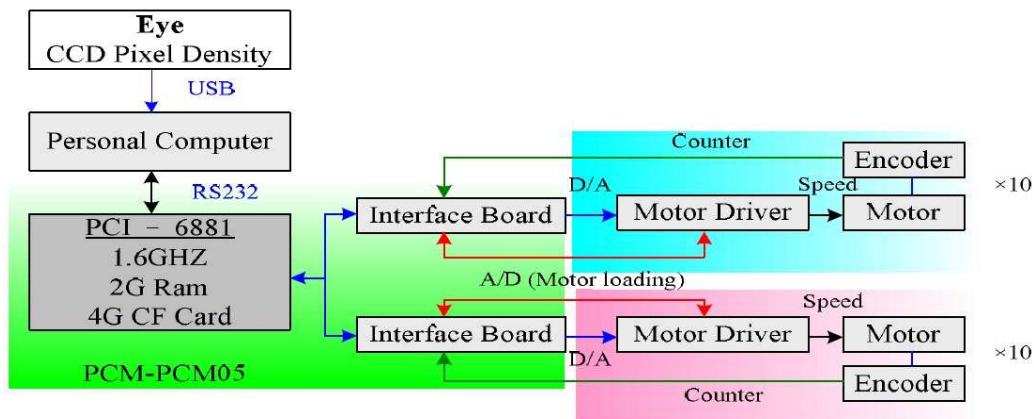 Eye
CCD Pixel Density
USB
Personal Computer
RS232
PCI – 6881
1.6GHZ
2G Ram
4G CF Card
PCM-PCM05
Counter
Encoder
D/A
Speed
×10
Interface Board
Motor Driver
Motor
A/D (Motor loading)
Speed
Interface Board
Motor Driver
Motor
×10
D/A
Counter
Encoder